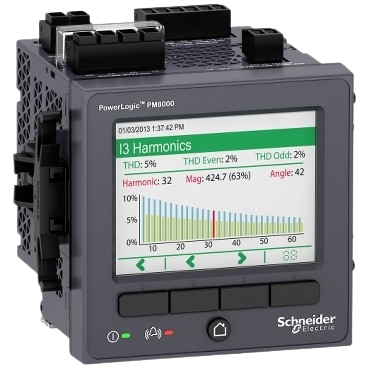 PowerLogic™ PM8000
01/03/2013 1:37:42 PM
I3 Harmonics
THD: 5% THD Even: 2% THD Odd: 2%
Harmonic: 32 Mag: 424.7 (63%) Angle: 42
10%
5%
0%
10 20 30 40 50 60
Schneider
Electric